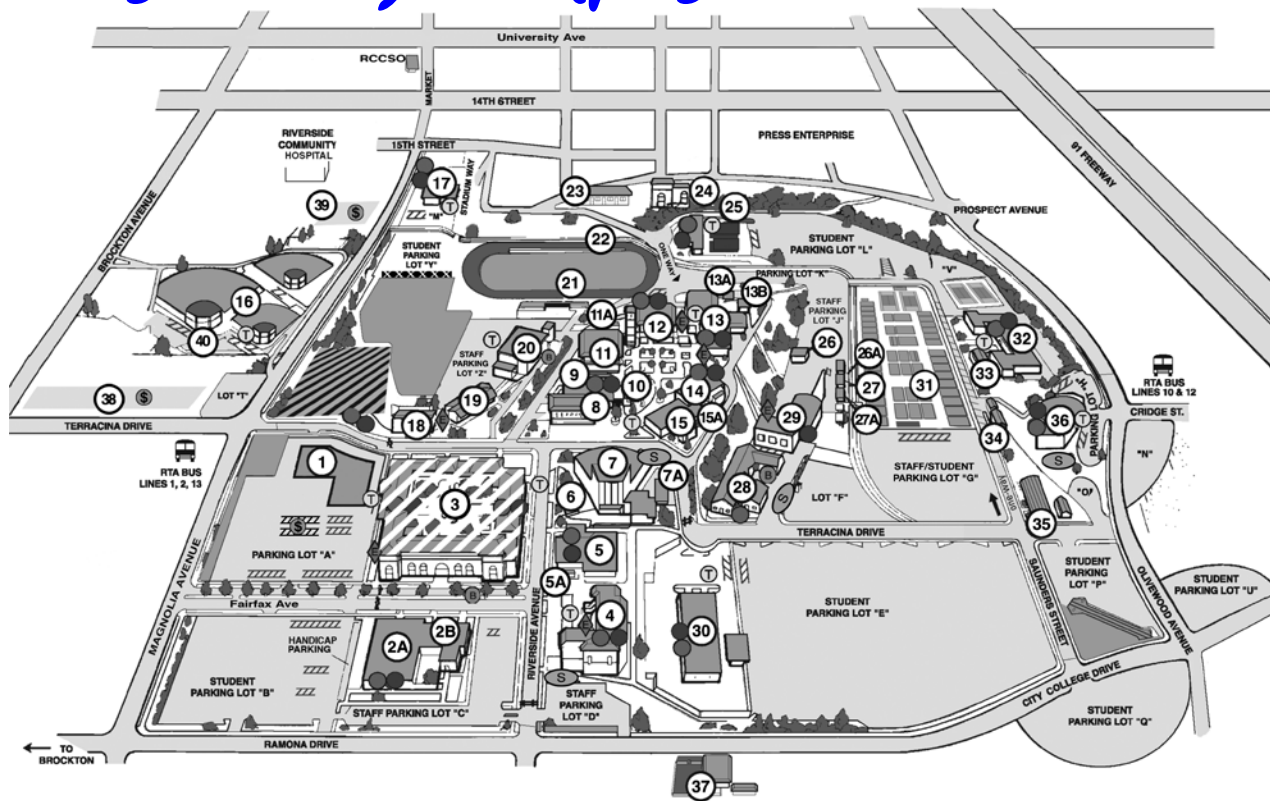 University Ave
RCCSO
MARKET
14TH STREET
RIVERSIDE
COMMUNITY
HOSPITAL
15TH STREET
PRESS ENTERPRISE
91 FREEWAY
BROCKTON AVENUE
39
$
17
T
"M"
STADIUM WAY
23
24
25
T
PROSPECT AVENUE
22
ONE WAY
STUDENT
PARKING LOT "L"
"V"
STUDENT
PARKING
LOT "Y"
21
13A
PARKING LOT "K"
13B
STAFF
PARKING
LOT "J"
16
T
40
11A
12
E
T
13
E
26
32
T
33
T
20
B
11
26A
STAFF
PARKING
LOT "Z"
9
10
14
27
31
RTA BUS
LINES 10 & 12
38
$
LOT "T"
19
8
15
15A
29
E
27A
"H"
PARKING LOT
36
T
CRIDGE ST.
TERRACINA DRIVE
18
E
T
34
S
"N"
RTA BUS
LINES 1, 2, 13
1
T
3
T
7
S
7A
28
B
S
STAFF/STUDENT
PARKING LOT "G"
LOT "F"
ONE-WAY
"O"
6
35
$
PARKING LOT "A"
E
5
TERRACINA DRIVE
MAGNOLIA AVENUE
Fairfax Ave
B
5A
T
4
E
T
30
STUDENT
PARKING LOT "E"
SAUNDERS STREET
STUDENT
PARKING
LOT "P"
OLIVEWOOD AVENUE
STUDENT
PARKING LOT "U"
HANDICAP
PARKING
2A
2B
RIVERSIDE AVENUE
STUDENT
PARKING LOT "B"
STAFF PARKING LOT "C"
S
STAFF
PARKING
LOT "D"
CITY COLLEGE DRIVE
STUDENT
PARKING LOT "Q"
TO
BROCKTON
RAMONA DRIVE
37